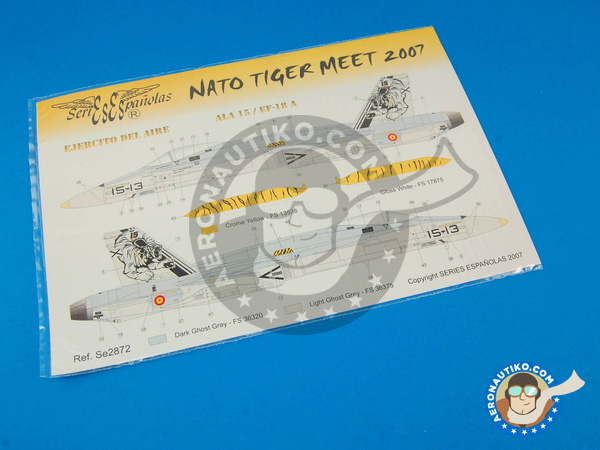 Series Españolas
®
NATO TIGER MEET 2007
EJERCITO DEL AIRE
ALA 15 / EF-18 A
15
15-13
Crome Yellow - FS 13538
Gloss White - FS 17875
15
15-13
Dark Ghost Grey - FS 36320
Light Ghost Grey - FS 36375
Copyright SERIES ESPAÑOLAS 2007
Ref. Se2872
AERONAUTIKO.COM
AERONAUTIKO.COM